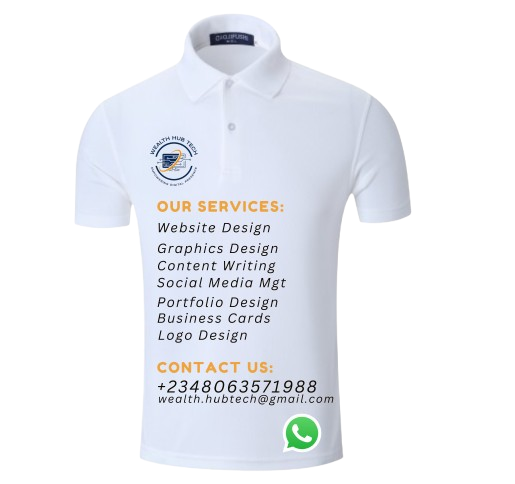 WEALTH HUB TECH
OUR SERVICES:
Website Design
Graphics Design
Content Writing
Social Media Mgt
Portfolio Design
Business Cards
Logo Design
CONTACT US:
+2348063571988
wealth.hubtech@gmail.com